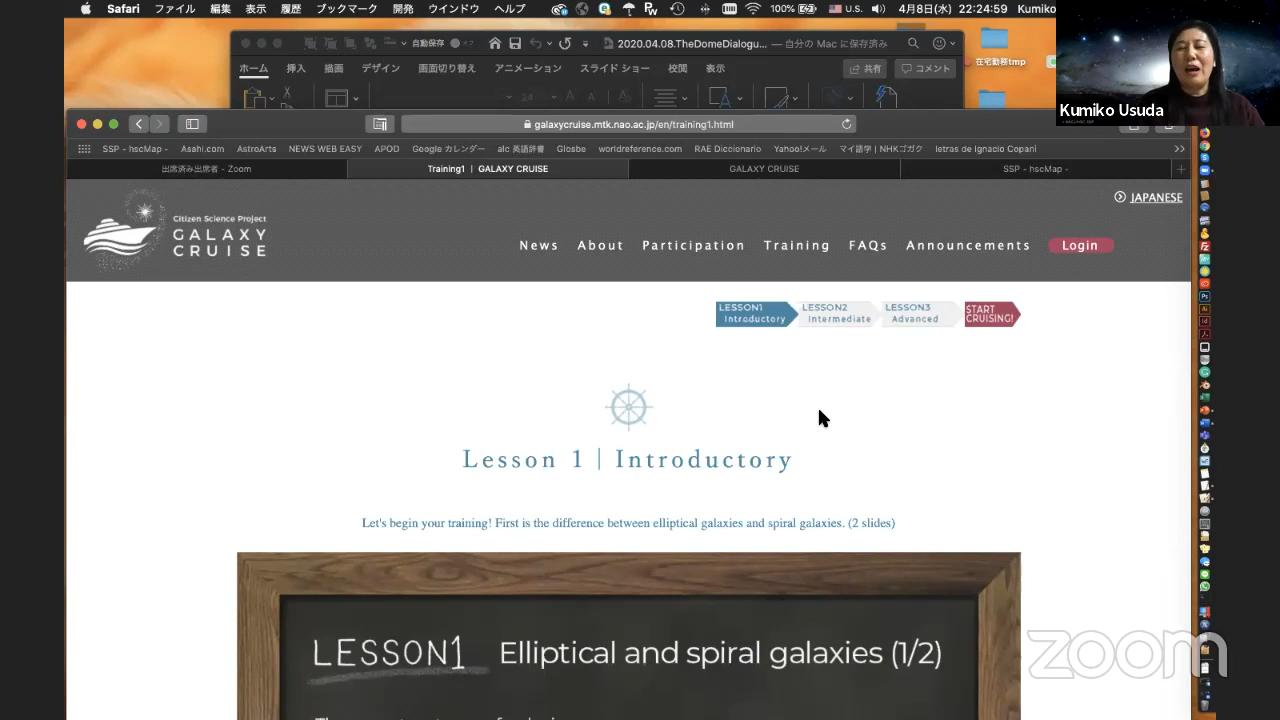 Safari ファイル 編集 表示 履歴 ブックマーク 開発 ウインドウ ヘルプ 100% U.S. 4月8日(水) 22:24:59 Kumiko
自動保存 オフ 2020.04.08.TheDomeDialogu... — 自分の Mac に保存済み
在宅勤務tmp
ホーム 挿入 描画 デザイン 画面切り替え アニメーション スライド ショー 校閲 表示 共有 コメント
24
Kumiko Usuda
galaxycruise.mtk.nao.ac.jp/en/training1.html
SSP - hscMap - Asahi.com AstroArts NEWS WEB EASY APOD Google カレンダー alc 英語辞書 Glosbe wordreference.com RAE Diccionario Yahoo!メール マイ語学 | NHKゴガク letras de Ignacio Copani
出席済み出席者 - Zoom Training1 | GALAXY CRUISE GALAXY CRUISE SSP - hscMap -
JAPANESE
Citizen Science Project
GALAXY
CRUISE
News About Participation Training FAQs Announcements Login
LESSON1
Introductory
LESSON2
Intermediate
LESSON3
Advanced
START
CRUISING!
Lesson 1 | Introductory
Let's begin your training! First is the difference between elliptical galaxies and spiral galaxies. (2 slides)
LESSON1 Elliptical and spiral galaxies (1/2)
zoom